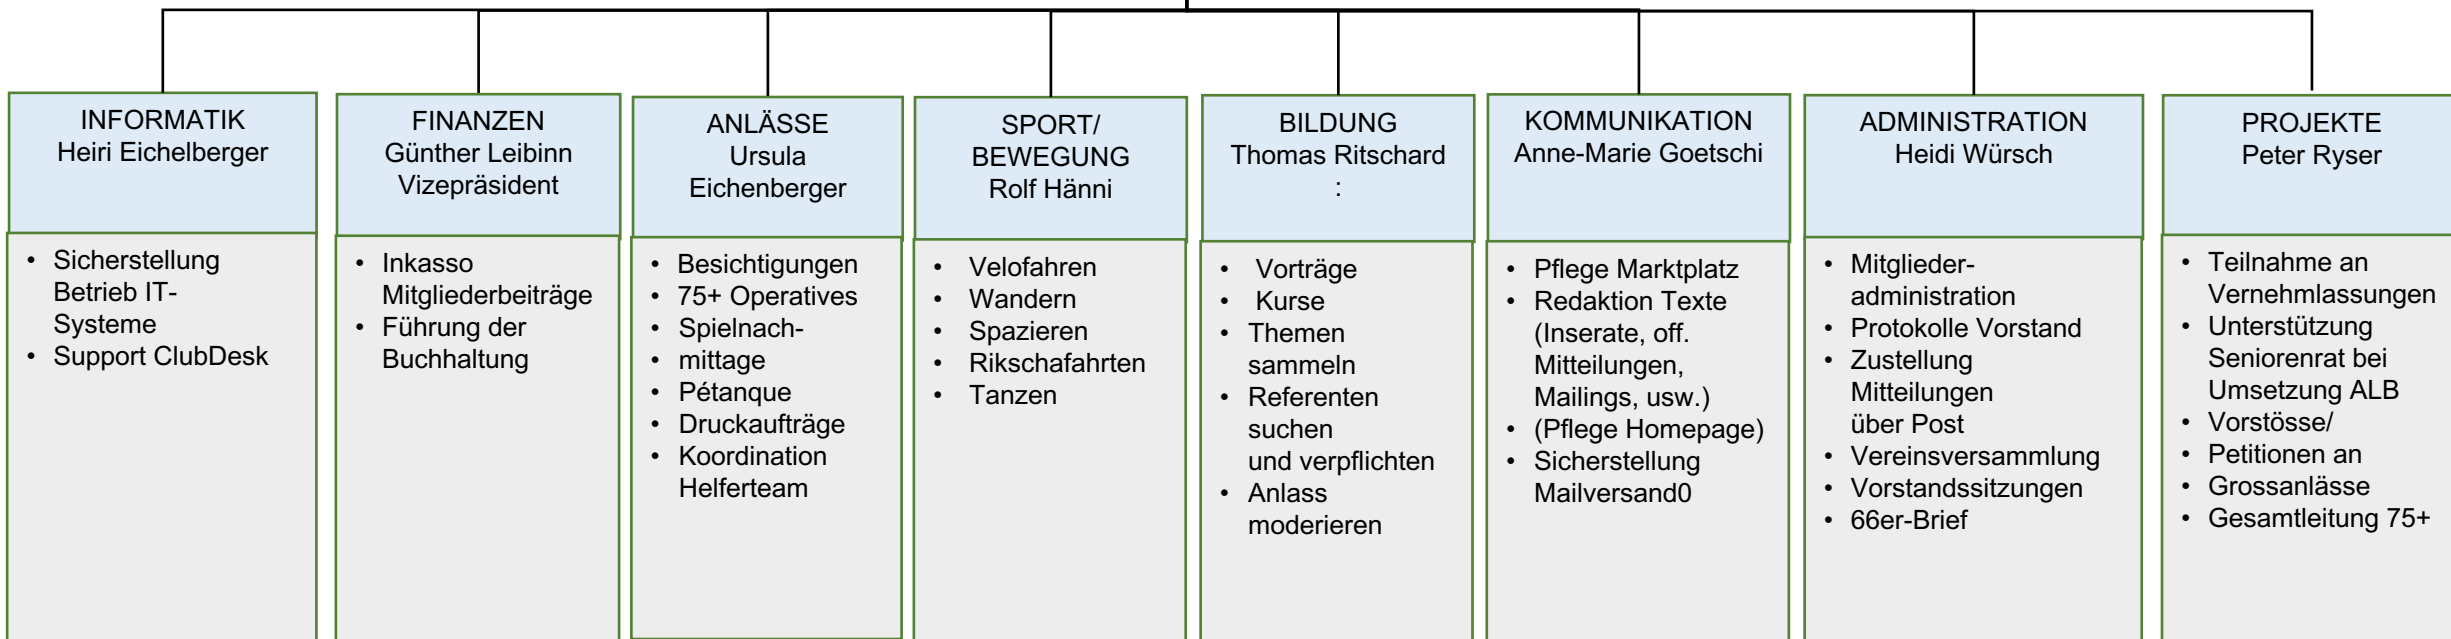 INFORMATIK
Heiri Eichelberger
• Sicherstellung
Betrieb IT-
Systeme
• Support ClubDesk
FINANZEN
Günther Leibinn
Vizepräsident
• Inkasso
Mitgliederbeiträge
• Führung der
Buchhaltung
ANLÄSSE
Ursula
Eichenberger
• Besichtigungen
• 75+ Operatives
• Spielnach-
• mittage
• Pétanque
• Druckaufträge
• Koordination
Helferteam
SPORT/
BEWEGUNG
Rolf Hänni
• Velofahren
• Wandern
• Spazieren
• Rikschafahrten
• Tanzen
BILDUNG
Thomas Ritschard
:
• Vorträge
• Kurse
• Themen
sammeln
• Referenten
suchen
und verpflichten
• Anlass
moderieren
KOMMUNIKATION
Anne-Marie Goetschi
• Pflege Marktplatz
• Redaktion Texte
(Inserate, off.
Mitteilungen,
Mailings, usw.)
• (Pflege Homepage)
• Sicherstellung
Mailversand0
ADMINISTRATION
Heidi Würsch
• Mitglieder-
administration
• Protokolle Vorstand
• Zustellung
Mitteilungen
über Post
• Vereinsversammlung
• Vorstandssitzungen
• 66er-Brief
PROJEKTE
Peter Ryser
• Teilnahme an
Vernehmlassungen
• Unterstützung
Seniorenrat bei
Umsetzung ALB
• Vorstösse/
• Petitionen an
• Grossanlässe
• Gesamtleitung 75+